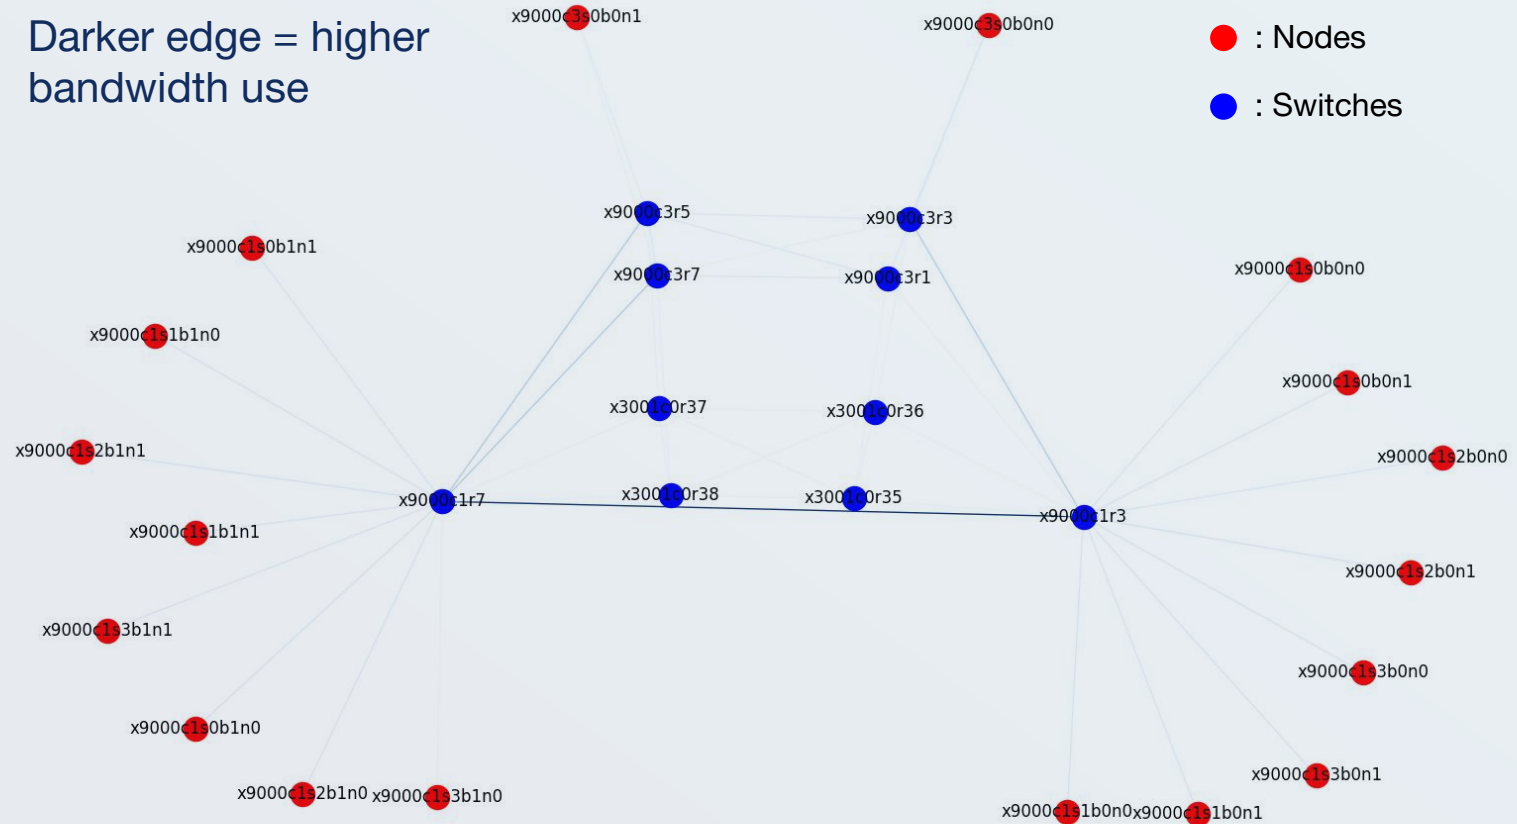 Darker edge = higher
bandwidth use
: Nodes
: Switches
x9000c3s0b0n1
x9000c3s0b0n0
x9000c3r5
x9000c3r3
x9000c1s0b1n1
x9000c3r7
x9000c3r1
x9000c1s0b0n0
x9000c1s1b1n0
x9000c1s0b0n1
x3001c0r37
x3001c0r36
x9000c1s2b1n1
x9000c1s2b0n0
x9000c1r7
x3001c0r38
x3001c0r35
x9000c1r3
x9000c1s1b1n1
x9000c1s2b0n1
x9000c1s3b1n1
x9000c1s3b0n0
x9000c1s0b1n0
x9000c1s3b0n1
x9000c1s2b1n0
x9000c1s3b1n0
x9000c1s1b0n0
x9000c1s1b0n1